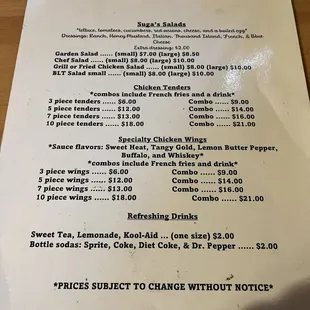 Suga's Salads
"lettuce, tomatoes, cucumbers, red onions, cheese, and a boiled egg"
Dressings: Ranch, Honey Mustard, Italian, Thousand Island, French, & Blue
Cheese
Extra dressing: $2.00
Garden Salad ..... (small) $7.00 (large) $8.50
Chef Salad .... (small) $8.00 (large) $10.00
Grill or Fried Chicken Salad .... (small) $8.00 (large) $10.00
BLT Salad small ...... (small) $8.00 (large) $10.00
Chicken Tenders
*combos include French fries and drink*
3 piece tenders ...... $6.00 Combo ...... $9.00
5 piece tenders ...... $12.00 Combo ...... $14.00
7 piece tenders ...... $13.00 Combo ...... $16.00
10 piece tenders ...... $18.00 Combo ...... $21.00
Specialty Chicken Wings
*Sauce flavors: Sweet Heat, Tangy Gold, Lemon Butter Pepper,
Buffalo, and Whiskey*
*combos include French fries and drink*
3 piece wings ...... $6.00 Combo ...... $9.00
5 piece wings ...... $12.00 Combo ...... $14.00
7 piece wings ...... $13.00 Combo ...... $16.00
10 piece wings ...... $18.00 Combo ...... $21.00
Refreshing Drinks
Sweet Tea, Lemonade, Kool-Aid ... (one size) $2.00
Bottle sodas: Sprite, Coke, Diet Coke, & Dr. Pepper ...... $2.00
*PRICES SUBJECT TO CHANGE WITHOUT NOTICE*